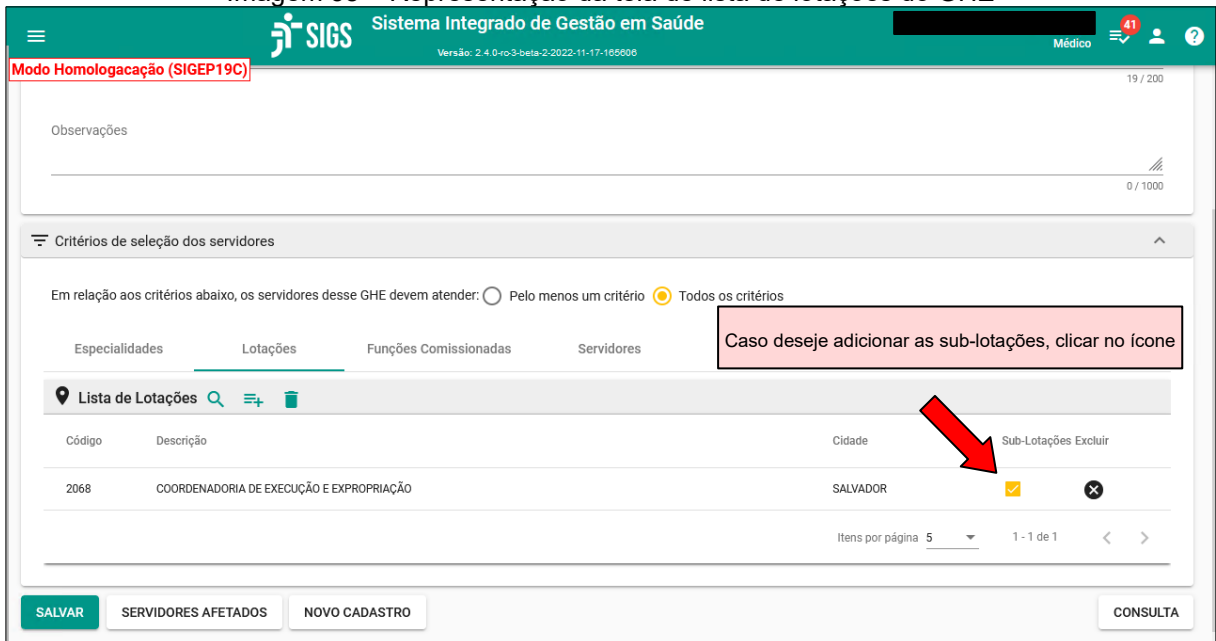 SIGS
Sistema Integrado de Gestão em Saúde
Versão: 2.4.0-ro-3-beta-2-2022-11-17-165606
Médico
41
Modo Homologacação (SIGEP19C)
19 / 200
Observações
0 / 1000
Critérios de seleção dos servidores
Em relação aos critérios abaixo, os servidores desse GHE devem atender: Pelo menos um critério Todos os critérios
Caso deseje adicionar as sub-lotações, clicar no ícone
Especialidades Lotações Funções Comissionadas Servidores
Lista de Lotações
Código Descrição Cidade Sub-Lotações Excluir
2068 COORDENADORIA DE EXECUÇÃO E EXPROPRIAÇÃO SALVADOR
Itens por página 5 1 - 1 de 1
SALVAR SERVIDORES AFETADOS NOVO CADASTRO CONSULTA